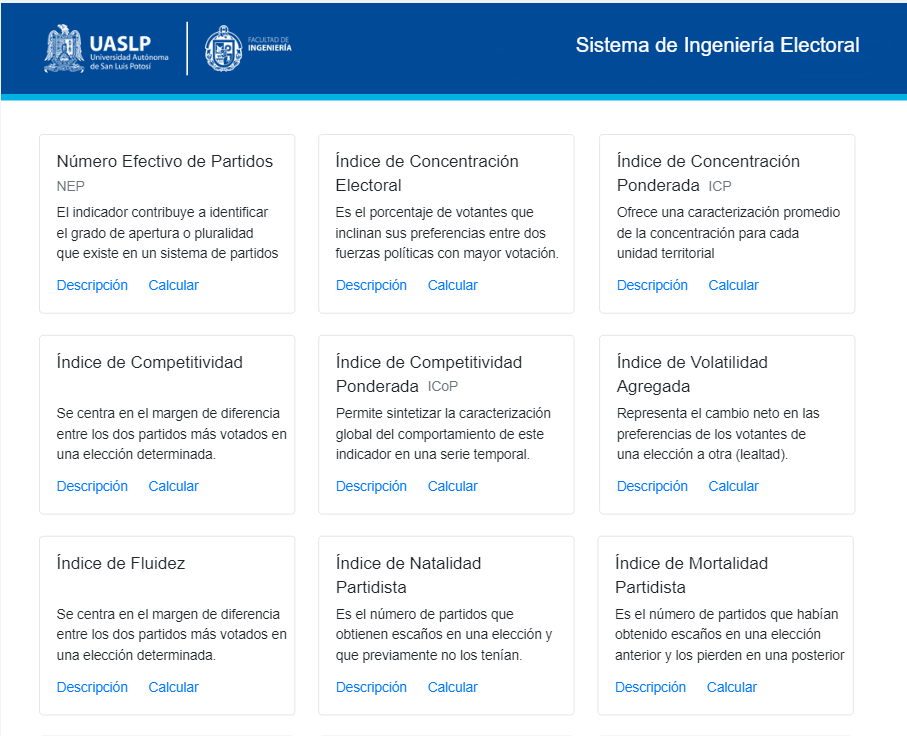 UASLP
Universidad Autónoma
de San Luis Potosí
FACULTAD DE
INGENIERÍA
Sistema de Ingeniería Electoral
Número Efectivo de Partidos
NEP
El indicador contribuye a identificar
el grado de apertura o pluralidad
que existe en un sistema de partidos
Descripción Calcular
Índice de Concentración
Electoral
Es el porcentaje de votantes que
inclinan sus preferencias entre dos
fuerzas políticas con mayor votación.
Descripción Calcular
Índice de Concentración
Ponderada ICP
Ofrece una caracterización promedio
de la concentración para cada
unidad territorial
Descripción Calcular
Índice de Competitividad
Se centra en el margen de diferencia
entre los dos partidos más votados en
una elección determinada.
Descripción Calcular
Índice de Competitividad
Ponderada ICoP
Permite sintetizar la caracterización
global del comportamiento de este
indicador en una serie temporal.
Descripción Calcular
Índice de Volatilidad
Agregada
Representa el cambio neto en las
preferencias de los votantes de
una elección a otra (lealtad).
Descripción Calcular
Índice de Fluidez
Se centra en el margen de diferencia
entre los dos partidos más votados en
una elección determinada.
Descripción Calcular
Índice de Natalidad
Partidista
Es el número de partidos que
obtienen escaños en una elección y
que previamente no los tenían.
Descripción Calcular
Índice de Mortalidad
Partidista
Es el número de partidos que habían
obtenido escaños en una elección
anterior y los pierden en una posterior
Descripción Calcular